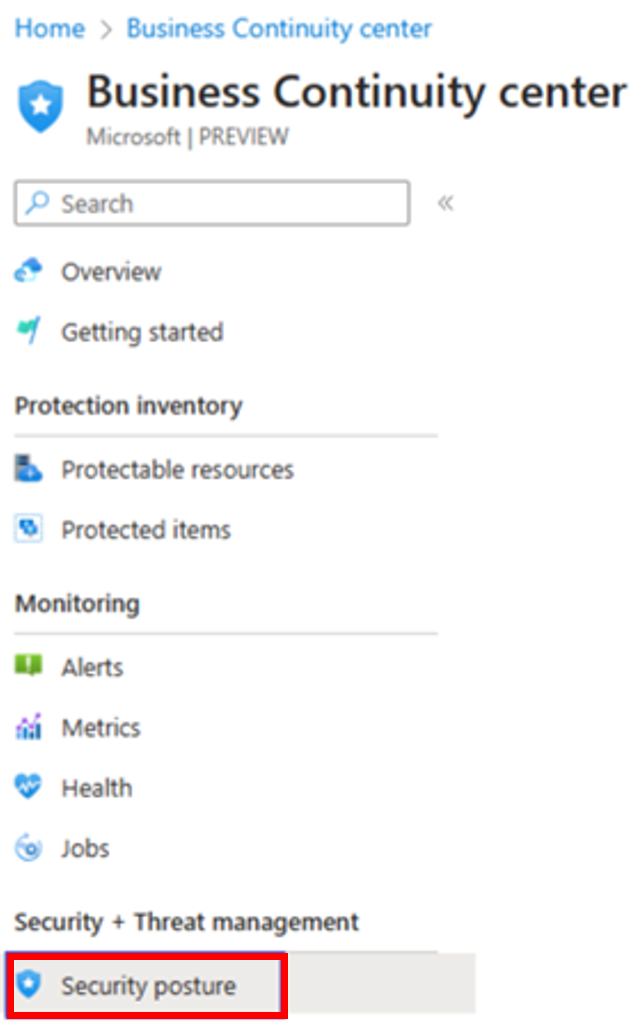 Home > Business Continuity center
Business Continuity center
Microsoft | PREVIEW
Search «
Overview
Getting started
Protection inventory
Protectable resources
Protected items
Monitoring
Alerts
Metrics
Health
Jobs
Security + Threat management
Security posture